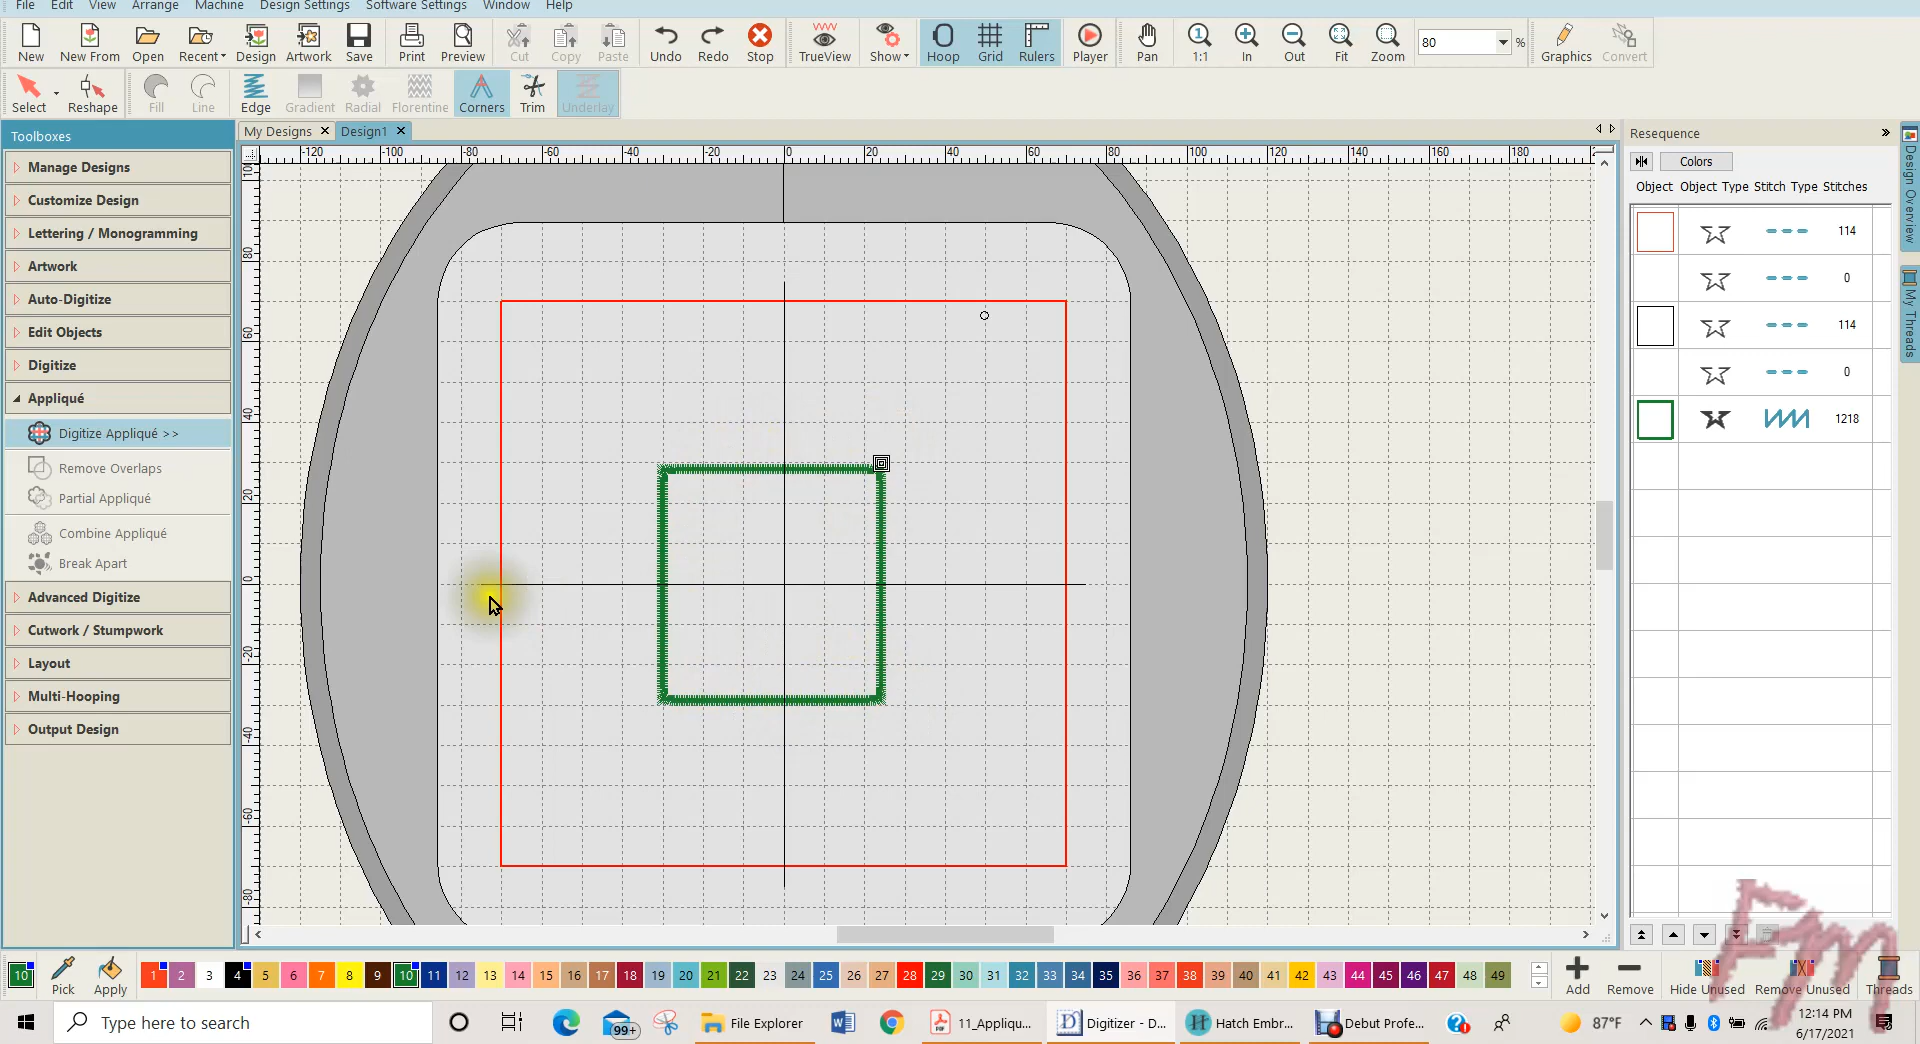 File Edit View Arrange Machine Design Settings Software Settings Window Help
New New From Open Recent Design Artwork Save Print Preview Cut Copy Paste Undo Redo Stop TrueView Show Hoop Grid Rulers Player Pan 1:1 In Out Fit Zoom 80 % Graphics Convert
Select Reshape Fill Line Edge Gradient Radial Florentine Corners Trim Underlay
Toolboxes
My Designs Design1
Resequence
-120 -100 -80 -60 -40 -20 0 20 40 60 80 100 120 140 160 180
Colors
Object Object Type Stitch Type Stitches
114
0
114
0
1218
Manage Designs
Customize Design
Lettering / Monogramming
Artwork
Auto-Digitize
Edit Objects
Digitize
Appliqué
Digitize Appliqué >>
Remove Overlaps
Partial Appliqué
Combine Appliqué
Break Apart
Advanced Digitize
Cutwork / Stumpwork
Layout
Multi-Hooping
Output Design
80
60
40
20
0
-20
-40
-60
-80
Design Overview
My Threads
10 Pick Apply 1 2 3 4 5 6 7 8 9 10 11 12 13 14 15 16 17 18 19 20 21 22 23 24 25 26 27 28 29 30 31 32 33 34 35 36 37 38 39 40 41 42 43 44 45 46 47 48 49 Add Remove Hide Unused Remove Unused Threads
FM
Type here to search
99+
File Explorer
11_Appliqu...
Digitizer - D...
Hatch Embr...
Debut Profe...
87°F
12:14 PM
6/17/2021